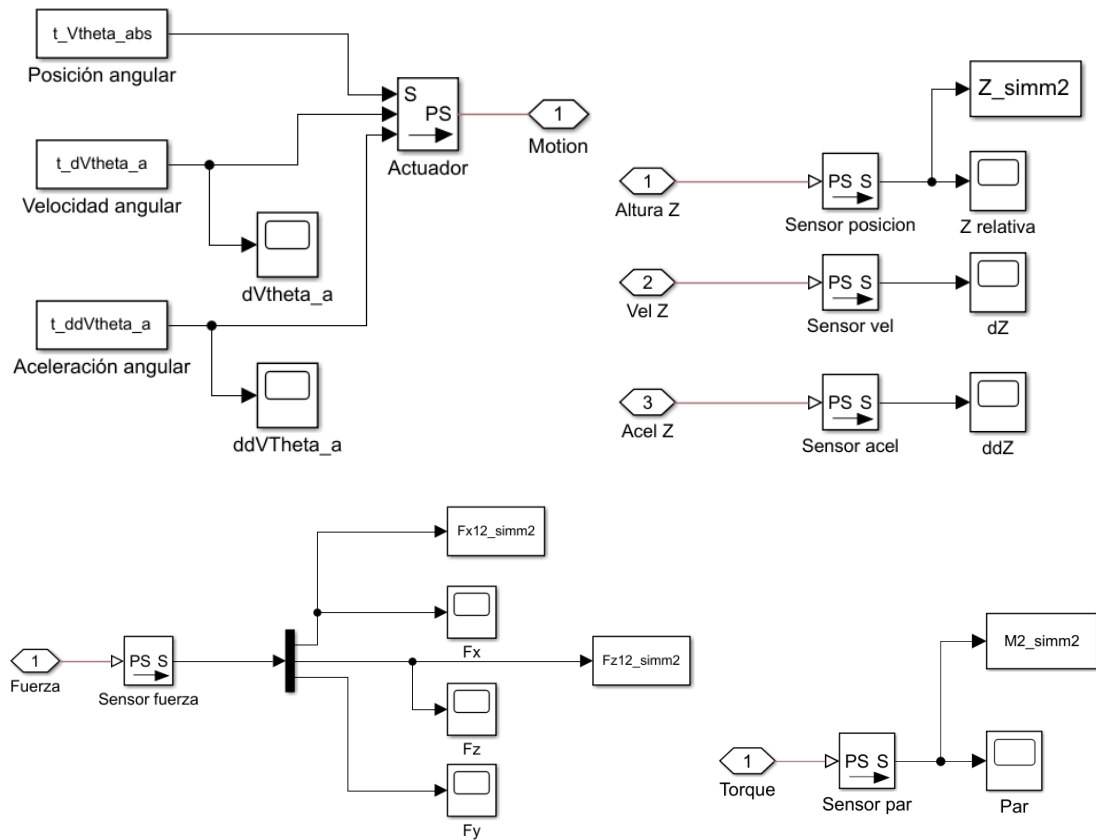 t_Vtheta_abs
Posición angular
t_dVtheta_a
Velocidad angular
dVtheta_a
t_ddVtheta_a
Aceleración angular
ddVTheta_a
S
PS
Actuador
1
Motion
1
Altura Z
PS S
Sensor posicion
Z_simm2
Z relativa
2
Vel Z
PS S
Sensor vel
dZ
3
Acel Z
PS S
Sensor acel
ddZ
1
Fuerza
PS S
Sensor fuerza
Fx12_simm2
Fx
Fz12_simm2
Fz
Fy
1
Torque
PS S
Sensor par
M2_simm2
Par